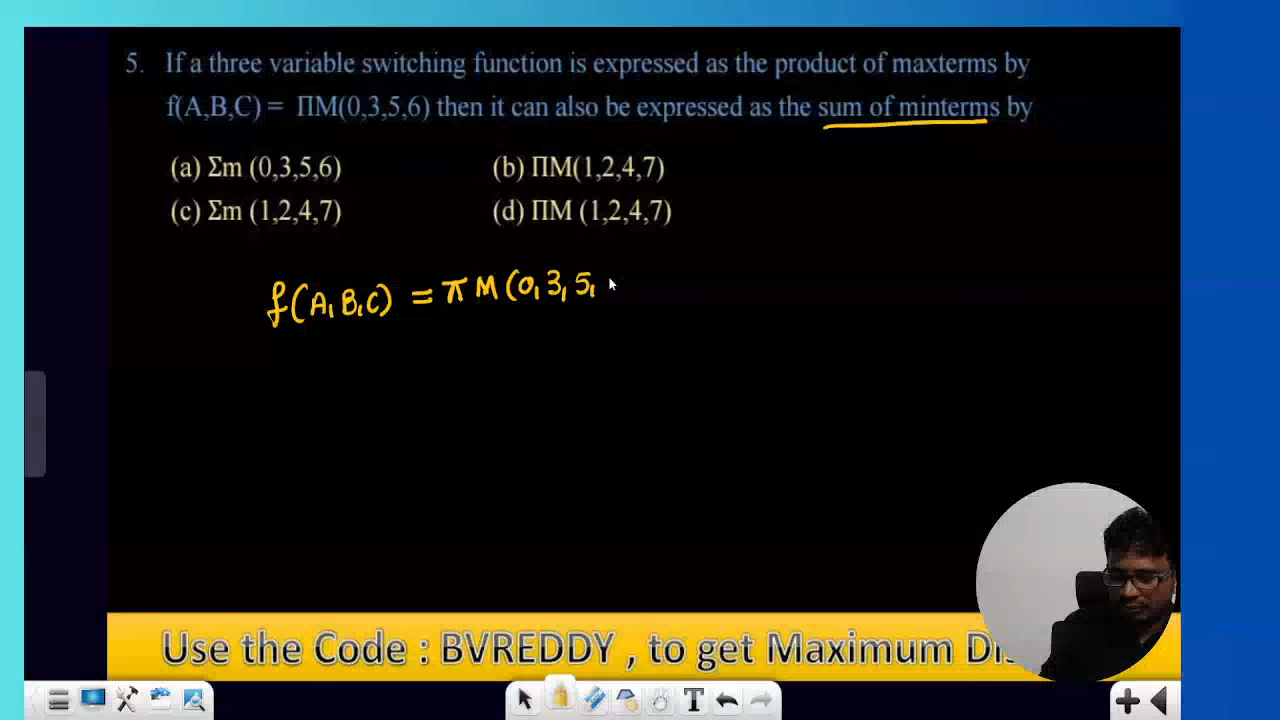 5. If a three variable switching function is expressed as the product of maxterms by
f(A,B,C) = ΠM(0,3,5,6) then it can also be expressed as the sum of minterms by
(a) Σm (0,3,5,6) (b) ΠM(1,2,4,7)
(c) Σm (1,2,4,7) (d) ΠM (1,2,4,7)
f(A,B,C) = πM(0,3,5,
Use the Code : BVREDDY , to get Maximum Dis
T